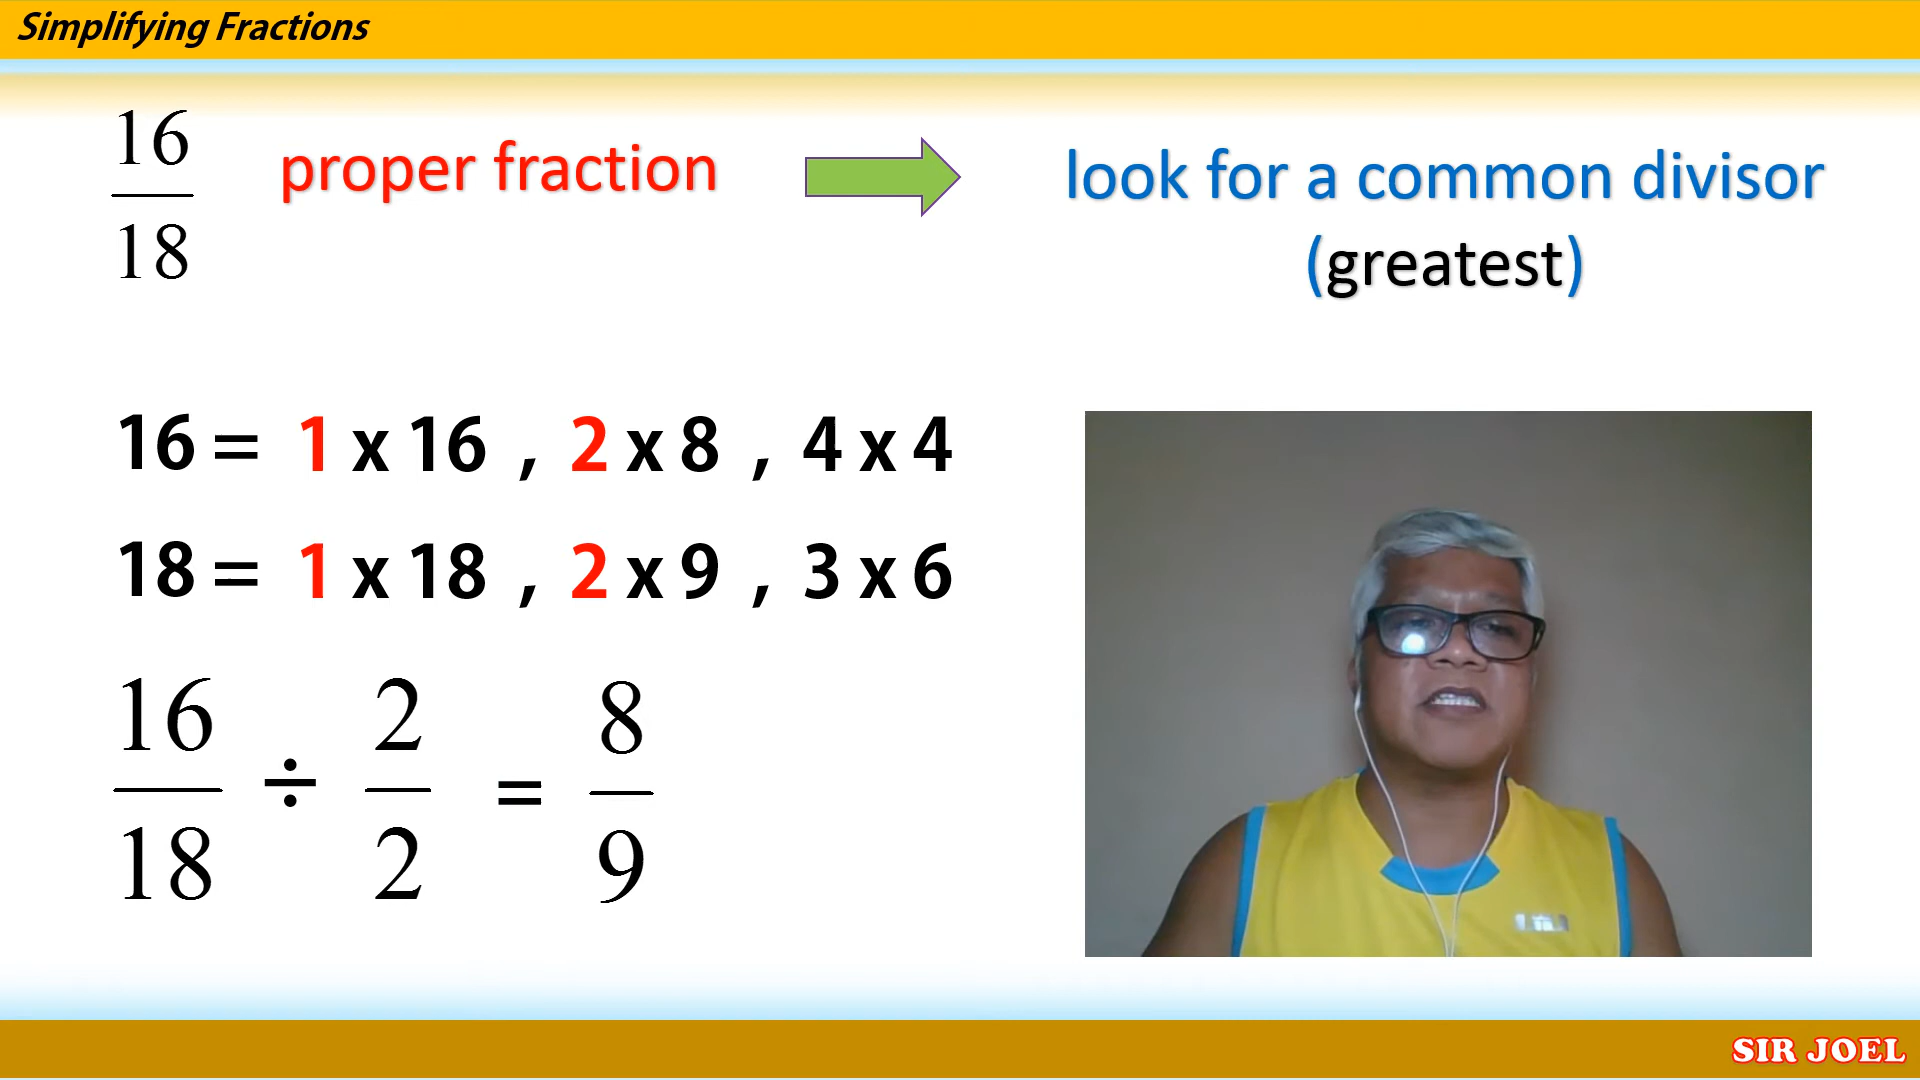 Simplifying Fractions
16
18
proper fraction
look for a common divisor
(greatest)
16 = 1 x 16 , 2 x 8 , 4 x 4
18 = 1 x 18 , 2 x 9 , 3 x 6
16 ÷ 2 = 8
18 2 9
SIR JOEL